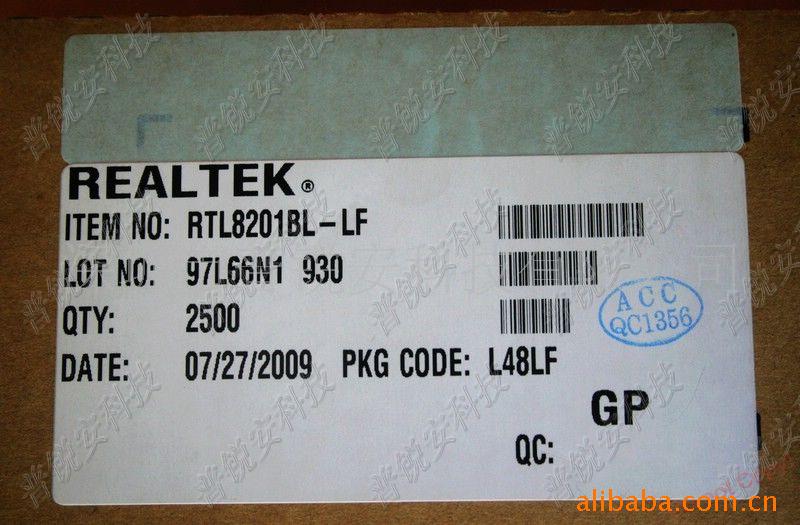 REALTEK®
ITEM NO: RTL8201BL-LF
LOT NO: 97L66N1 930
QTY: 2500
DATE: 07/27/2009 PKG CODE: L48LF
ACC
QC1356
GP
QC:
普锐安科技
alibaba.com.cn